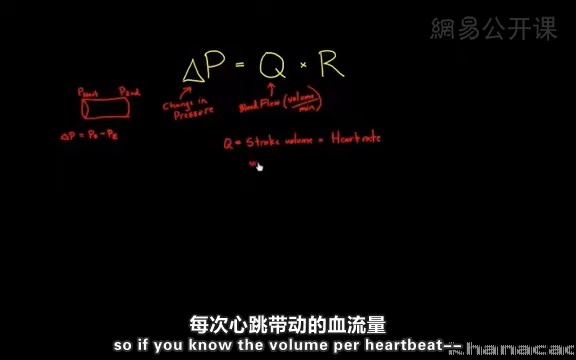 網易公开课
ΔP = Q × R
Pstart Pend
Change in Pressure
Blood Flow (volume/min)
ΔP = Ps - PE
Q = Stroke volume × Heart rate
每次心跳带动的血流量
so if you know the volume per heartbeat--
khanacad